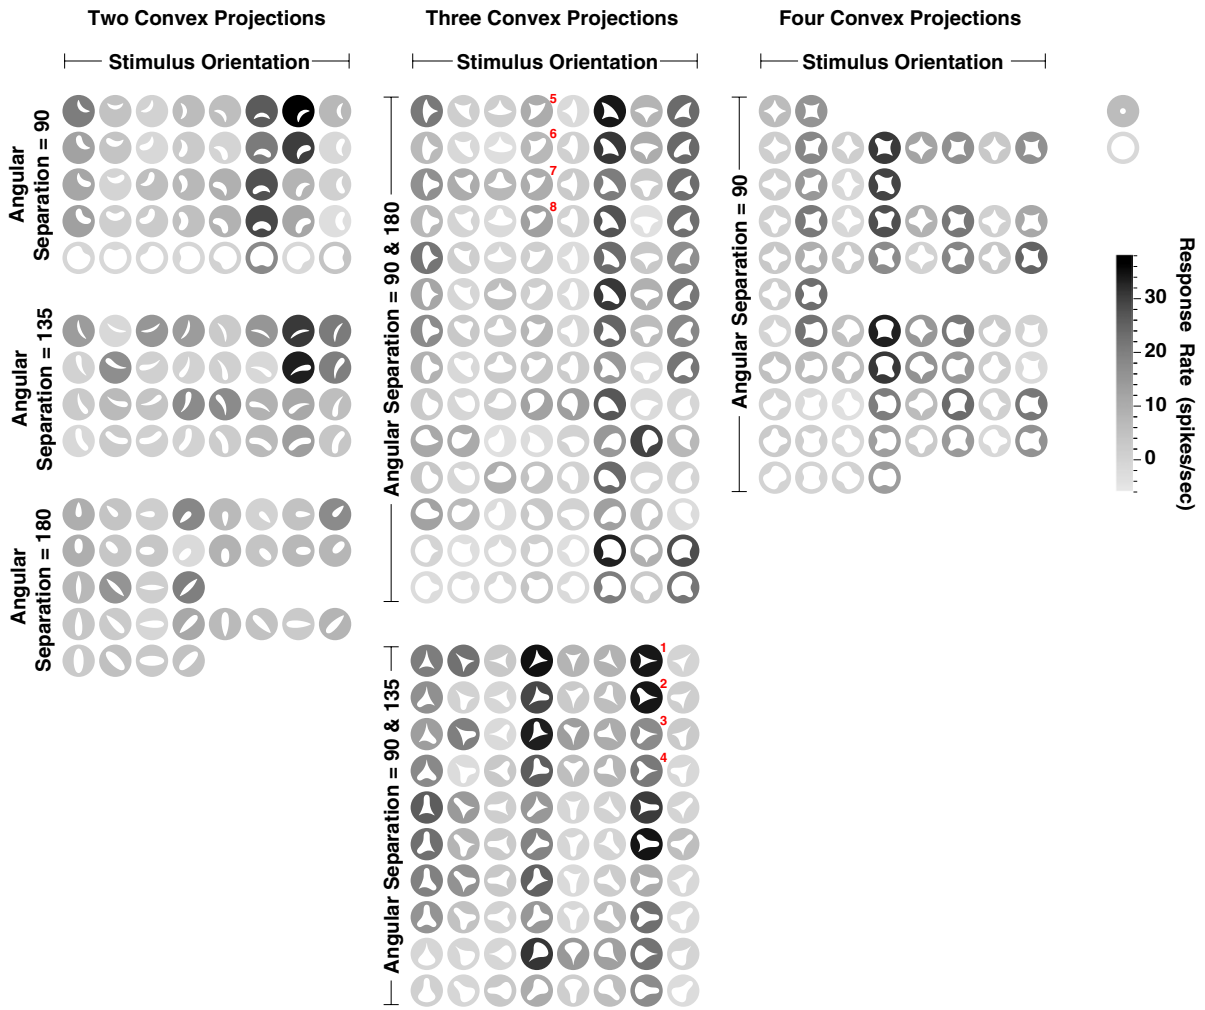 Two Convex Projections
Three Convex Projections
Four Convex Projections
Stimulus Orientation
Stimulus Orientation
Stimulus Orientation
Angular
Separation = 90
Angular
Separation = 135
Angular
Separation = 180
Angular Separation = 90 & 180
5
6
7
8
Angular Separation = 90 & 135
1
2
3
4
Angular Separation = 90
30
20
10
0
Response Rate (spikes/sec)